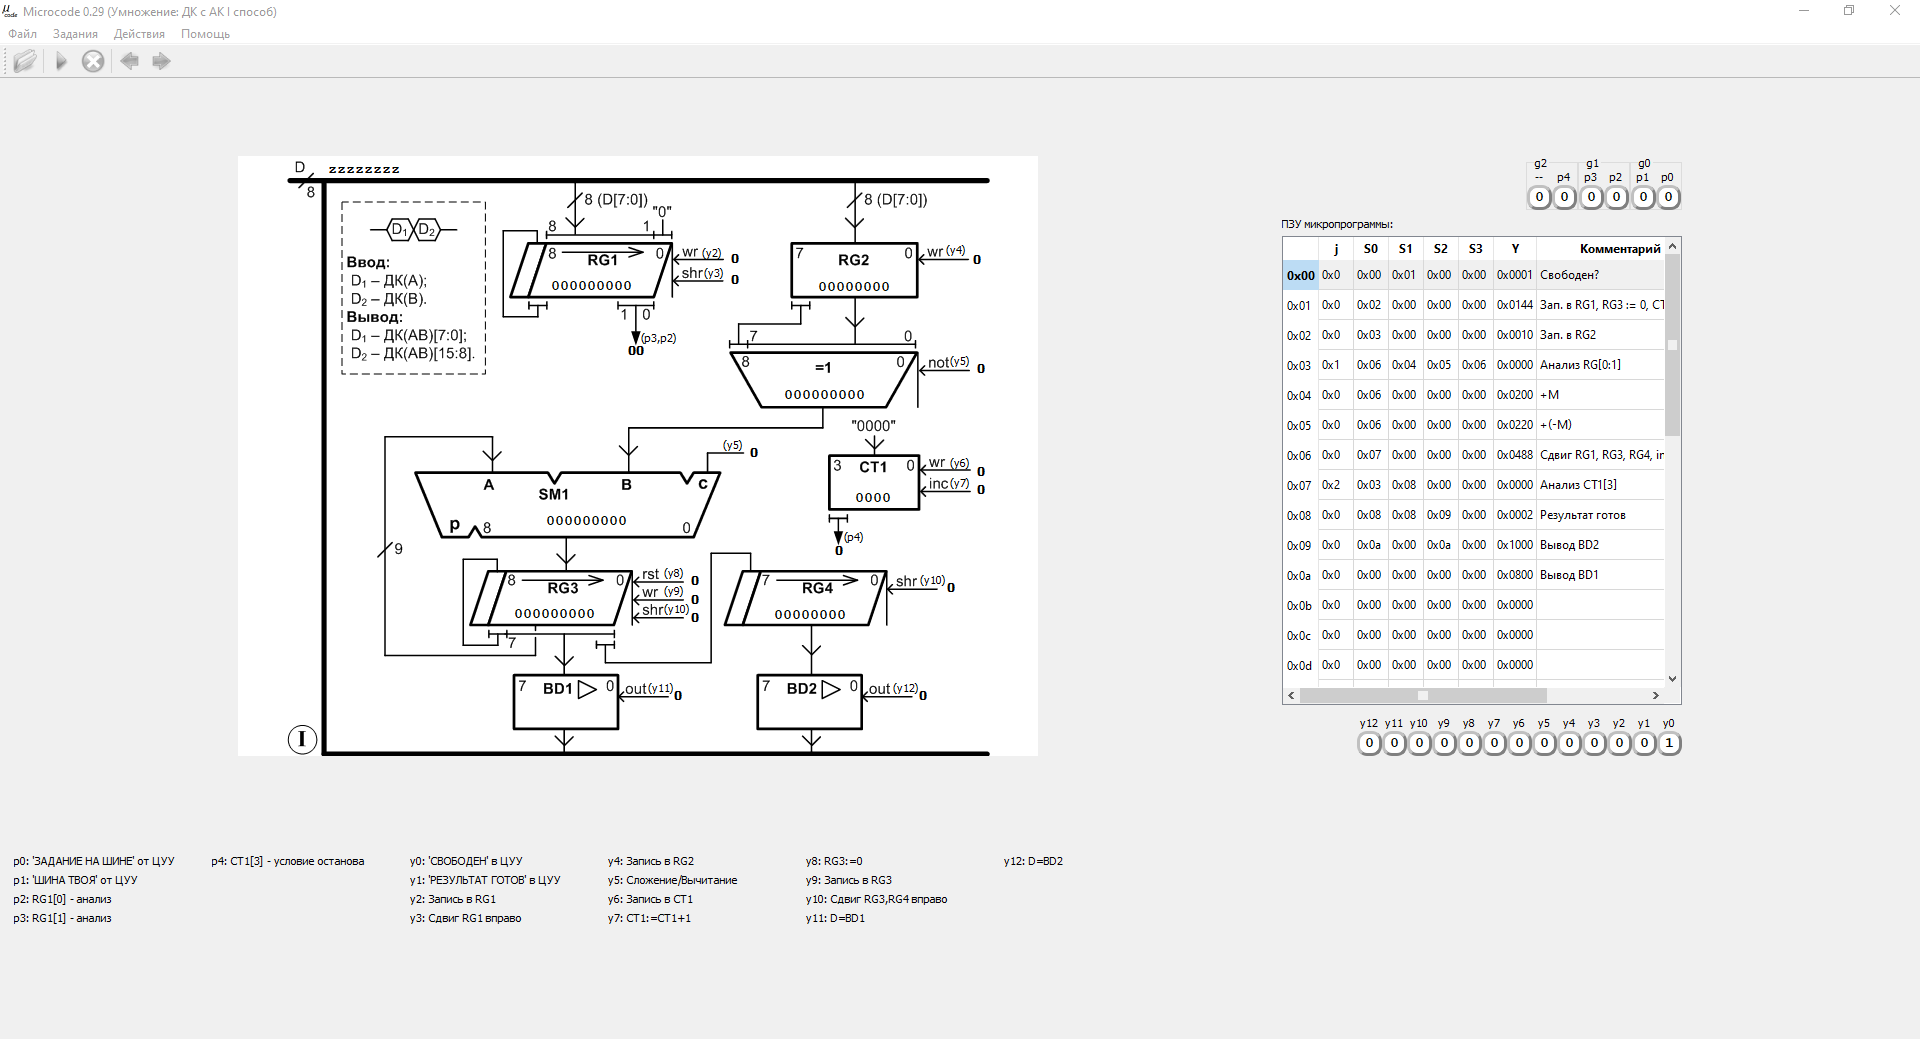 μcode Microcode 0.29 (Умножение: ДК с АК I способ)
Файл Задания Действия Помощь
D zzzzzzzz
8
8 (D[7:0])
8 (D[7:0])
"0"
8 1
D₁ D₂
Ввод:
D₁ – ДК(А);
D₂ – ДК(В).
Вывод:
D₁ – ДК(АВ)[7:0];
D₂ – ДК(АВ)[15:8].
8 0
RG1
000000000
wr (y2) 0
shr(y3) 0
1 0
(p3,p2)
00
7 0
RG2
00000000
wr(y4) 0
7 0
8 0
=1
000000000
not(y5) 0
"0000"
3 CT1 0
0000
wr (y6) 0
inc(y7) 0
(p4)
0
(y5) 0
A B C
SM1
000000000
p 8 0
9
8 0
RG3
000000000
rst (y8) 0
wr (y9) 0
shr(y10) 0
7
7 0
RG4
00000000
shr(y10) 0
7 BD1 0
out(y11) 0
7 BD2 0
out(y12) 0
I
g2 g1 g0
-- p4 p3 p2 p1 p0
0 0 0 0 0 0
ПЗУ микропрограммы:
j S0 S1 S2 S3 Y Комментарий
0x00 0x0 0x00 0x01 0x00 0x00 0x0001 Свободен?
0x01 0x0 0x02 0x00 0x00 0x00 0x0144 Зап. в RG1, RG3 := 0, CT
0x02 0x0 0x03 0x00 0x00 0x00 0x0010 Зап. в RG2
0x03 0x1 0x06 0x04 0x05 0x06 0x0000 Анализ RG[0:1]
0x04 0x0 0x06 0x00 0x00 0x00 0x0200 +M
0x05 0x0 0x06 0x00 0x00 0x00 0x0220 +(-M)
0x06 0x0 0x07 0x00 0x00 0x00 0x0488 Сдвиг RG1, RG3, RG4, in
0x07 0x2 0x03 0x08 0x00 0x00 0x0000 Анализ CT1[3]
0x08 0x0 0x08 0x08 0x09 0x00 0x0002 Результат готов
0x09 0x0 0x0a 0x00 0x0a 0x00 0x1000 Вывод BD2
0x0a 0x0 0x00 0x00 0x00 0x00 0x0800 Вывод BD1
0x0b 0x0 0x00 0x00 0x00 0x00 0x0000
0x0c 0x0 0x00 0x00 0x00 0x00 0x0000
0x0d 0x0 0x00 0x00 0x00 0x00 0x0000
y12 y11 y10 y9 y8 y7 y6 y5 y4 y3 y2 y1 y0
0 0 0 0 0 0 0 0 0 0 0 0 1
p0: 'ЗАДАНИЕ НА ШИНЕ' от ЦУУ
p1: 'ШИНА ТВОЯ' от ЦУУ
p2: RG1[0] - анализ
p3: RG1[1] - анализ
p4: CT1[3] - условие останова
y0: 'СВОБОДЕН' в ЦУУ
y1: 'РЕЗУЛЬТАТ ГОТОВ' в ЦУУ
y2: Запись в RG1
y3: Сдвиг RG1 вправо
y4: Запись в RG2
y5: Сложение/Вычитание
y6: Запись в CT1
y7: CT1:=CT1+1
y8: RG3:=0
y9: Запись в RG3
y10: Сдвиг RG3,RG4 вправо
y11: D=BD1
y12: D=BD2